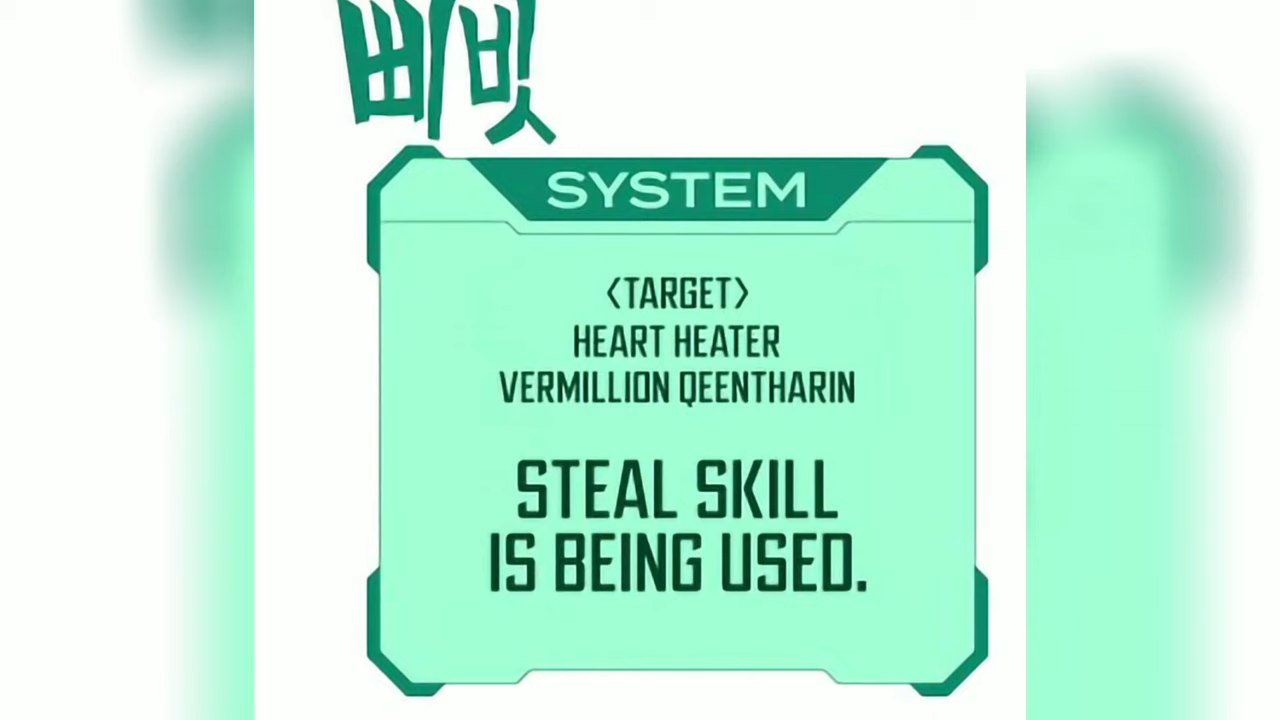 삐빗
SYSTEM
<TARGET>
HEART HEATER
VERMILLION QEENTHARIN
STEAL SKILL
IS BEING USED.